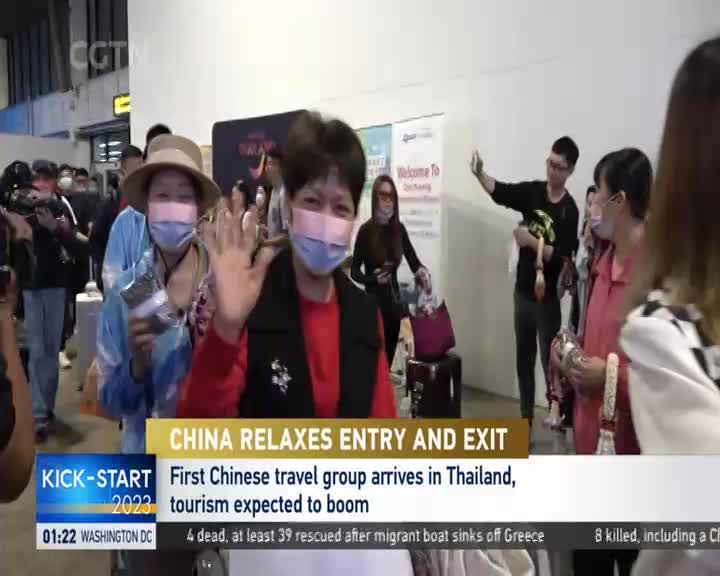 CGTN
THAILAND
Welcome To
CHINA RELAXES ENTRY AND EXIT
KICK-START
2023
First Chinese travel group arrives in Thailand,
tourism expected to boom
01:22 WASHINGTON DC
4 dead, at least 39 rescued after migrant boat sinks off Greece
8 killed, including a Ch